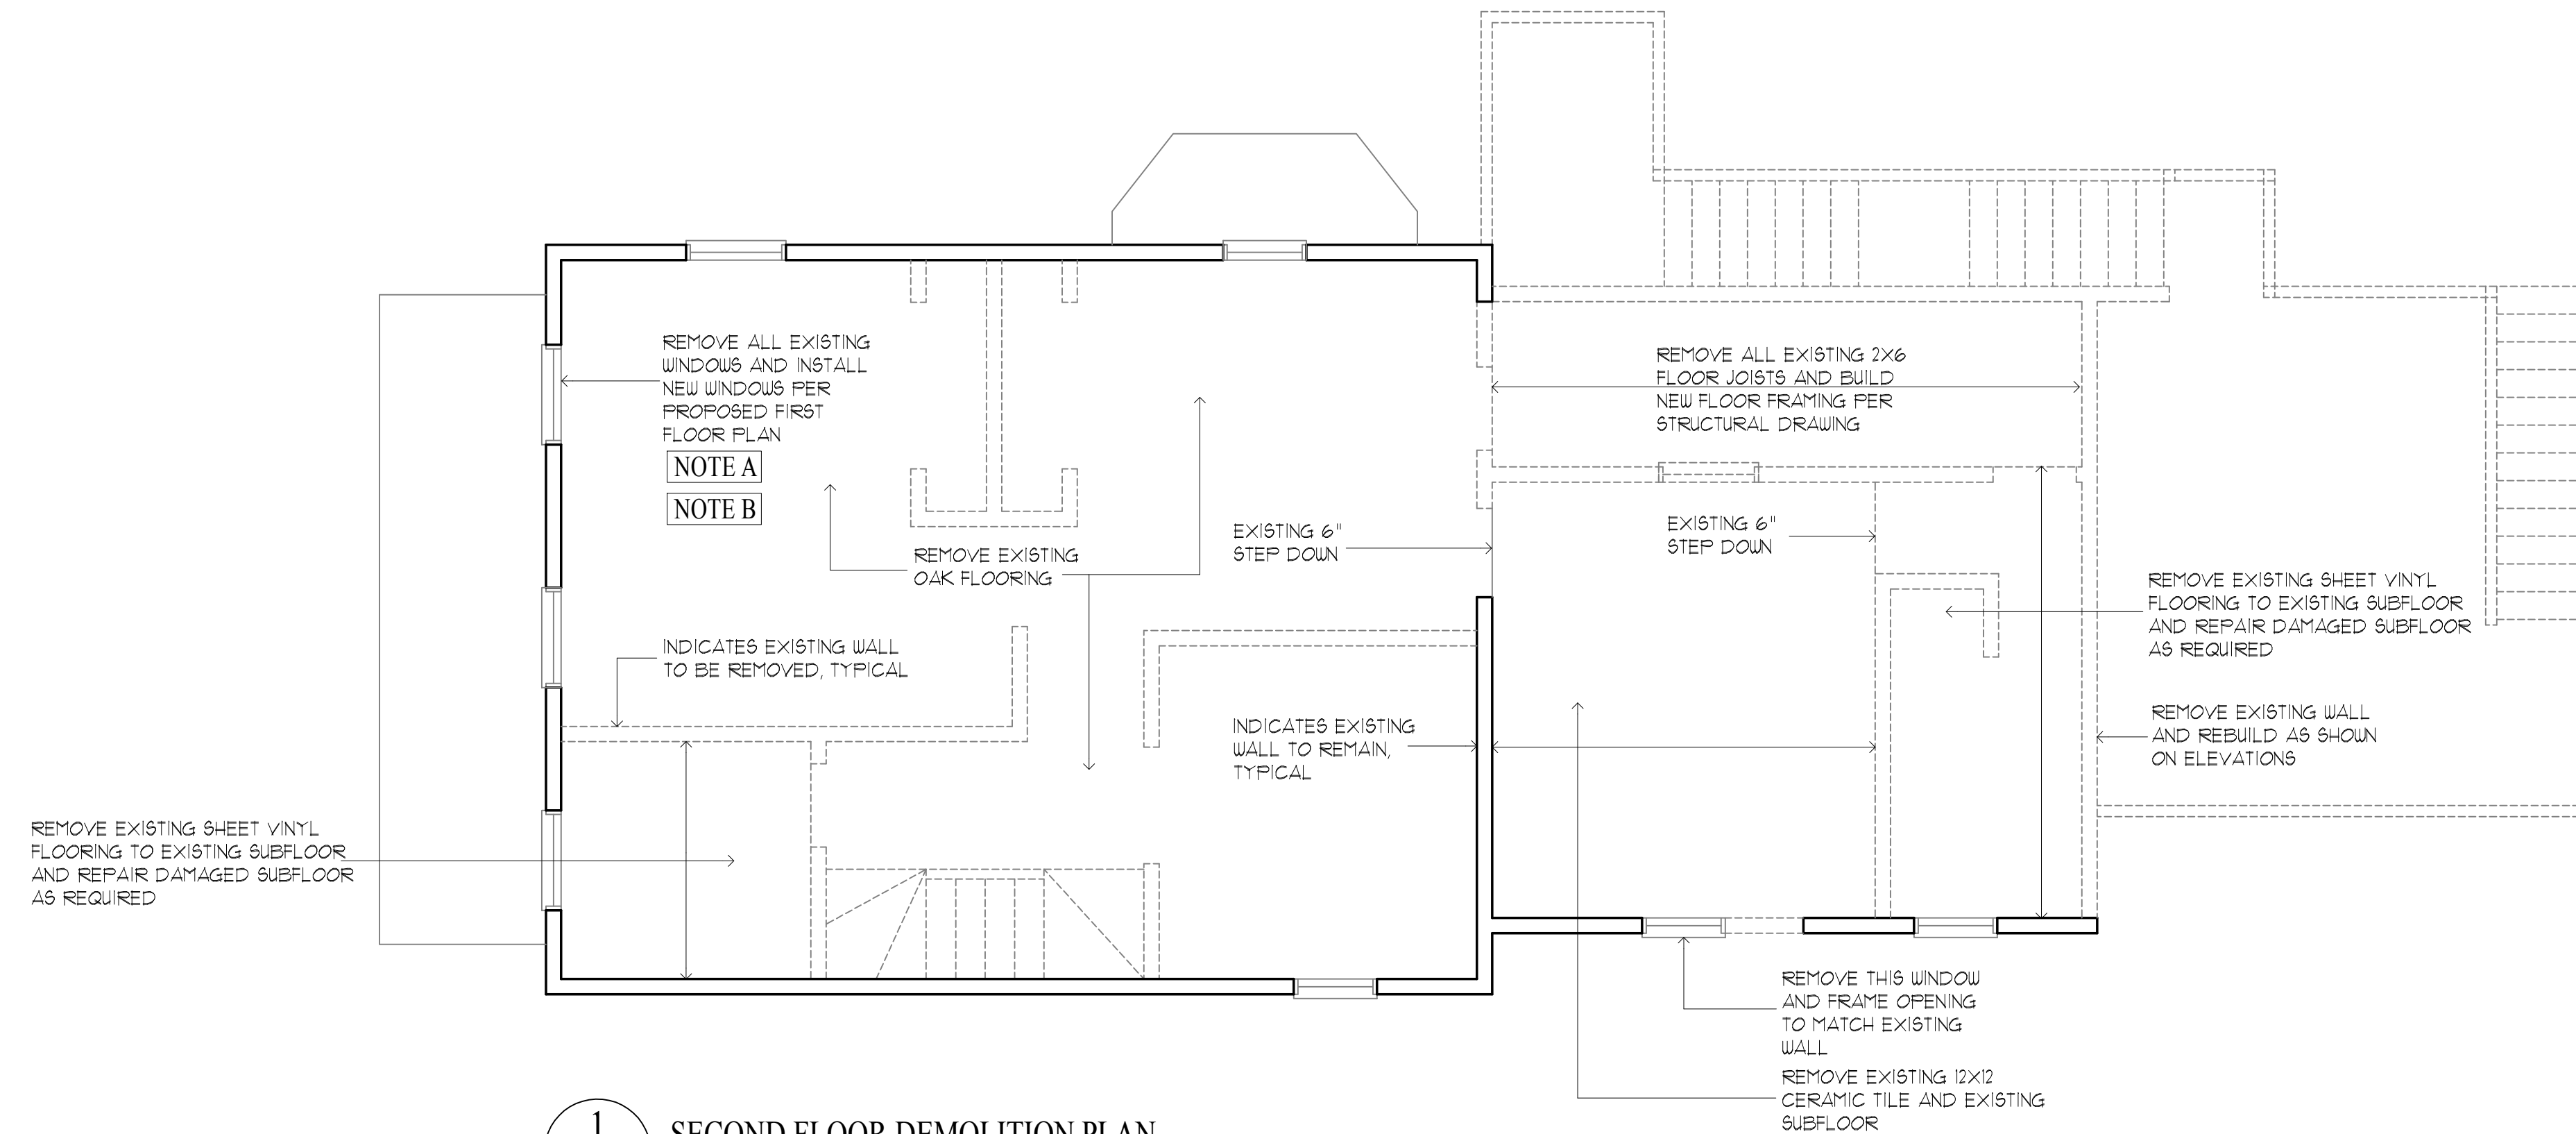 REMOVE ALL EXISTING
WINDOWS AND INSTALL
NEW WINDOWS PER
PROPOSED FIRST
FLOOR PLAN
NOTE A
NOTE B
REMOVE ALL EXISTING 2X6
FLOOR JOISTS AND BUILD
NEW FLOOR FRAMING PER
STRUCTURAL DRAWING
REMOVE EXISTING
OAK FLOORING
EXISTING 6"
STEP DOWN
EXISTING 6"
STEP DOWN
REMOVE EXISTING SHEET VINYL
FLOORING TO EXISTING SUBFLOOR
AND REPAIR DAMAGED SUBFLOOR
AS REQUIRED
INDICATES EXISTING WALL
TO BE REMOVED, TYPICAL
INDICATES EXISTING
WALL TO REMAIN,
TYPICAL
REMOVE EXISTING WALL
AND REBUILD AS SHOWN
ON ELEVATIONS
REMOVE EXISTING SHEET VINYL
FLOORING TO EXISTING SUBFLOOR
AND REPAIR DAMAGED SUBFLOOR
AS REQUIRED
REMOVE THIS WINDOW
AND FRAME OPENING
TO MATCH EXISTING
WALL
REMOVE EXISTING 12X12
CERAMIC TILE AND EXISTING
SUBFLOOR
1
SECOND FLOOR DEMOLITION PLAN